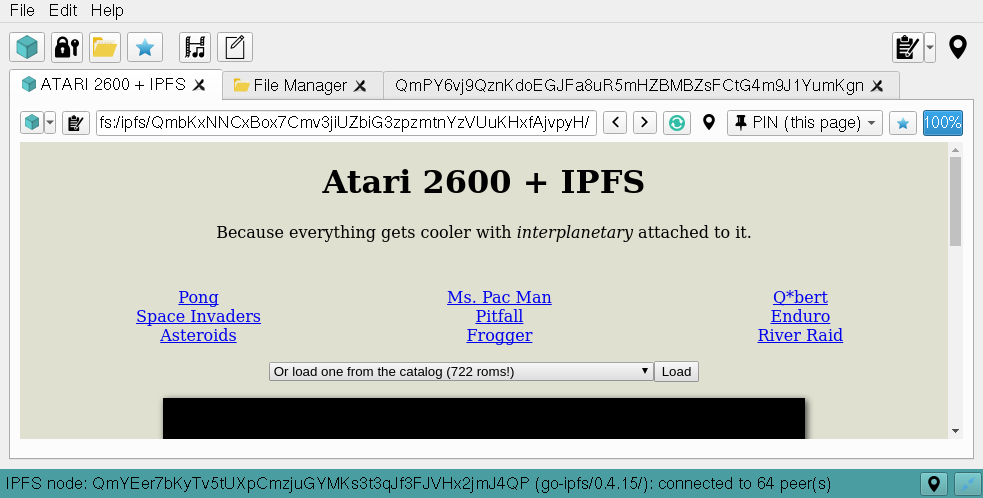 File Edit Help
ATARI 2600 + IPFS File Manager QmPY6vj9QznKdoEGJFa8uR5mHZBMBZsFCtG4m9J1YumKgn
fs:/ipfs/QmbKxNNCxBox7Cmv3jiUZbiG3zpzmtnYzVUuKHxfAjvpyH/ PIN (this page) 100%
Atari 2600 + IPFS
Because everything gets cooler with interplanetary attached to it.
Pong Ms. Pac Man Q*bert
Space Invaders Pitfall Enduro
Asteroids Frogger River Raid
Or load one from the catalog (722 roms!) Load
IPFS node: QmYEer7bKyTv5tUXpCmzjuGYMKs3t3qJf3FJVHx2jmJ4QP (go-ipfs/0.4.15/): connected to 64 peer(s)